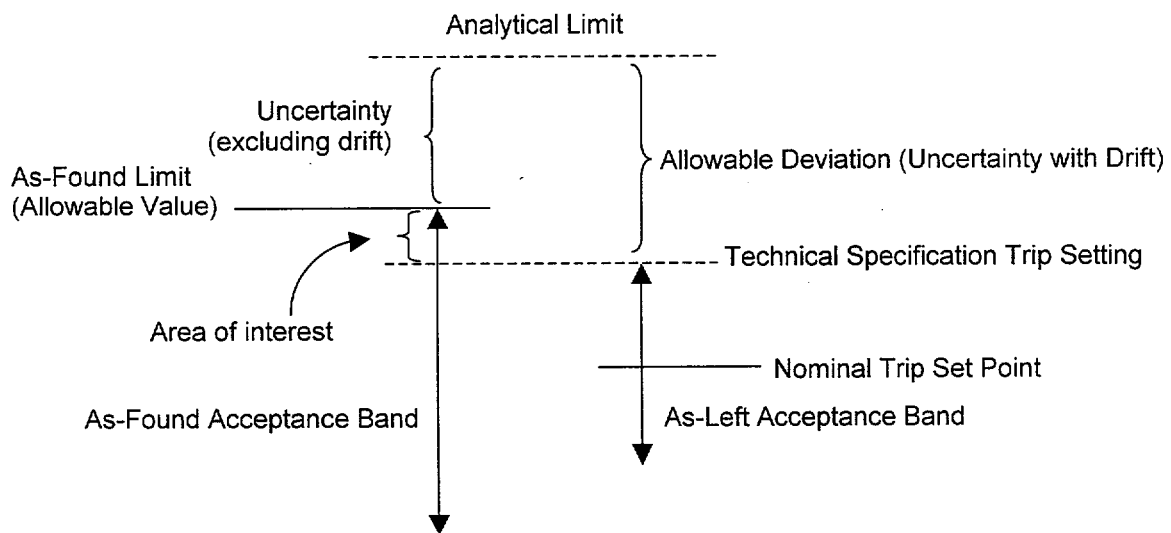 Analytical Limit
Uncertainty
(excluding drift)
Allowable Deviation (Uncertainty with Drift)
As-Found Limit
(Allowable Value)
Technical Specification Trip Setting
Area of interest
Nominal Trip Set Point
As-Found Acceptance Band
As-Left Acceptance Band